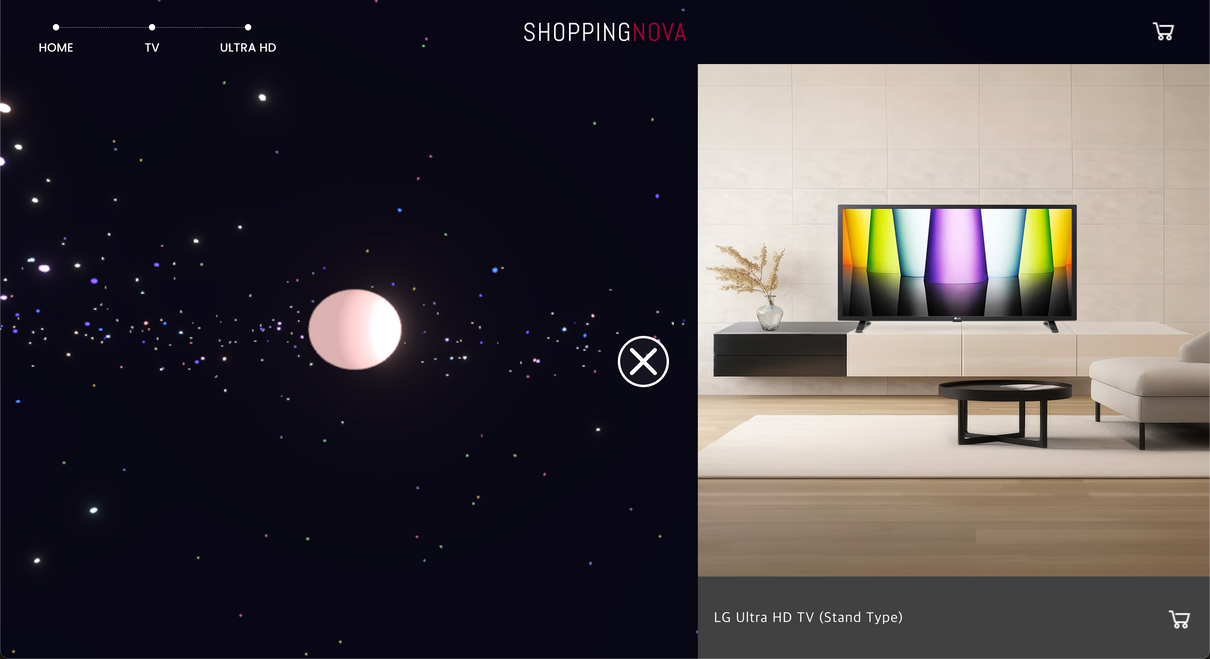 SHOPPINGNOVA
HOME
TV
ULTRA HD
LG Ultra HD TV (Stand Type)